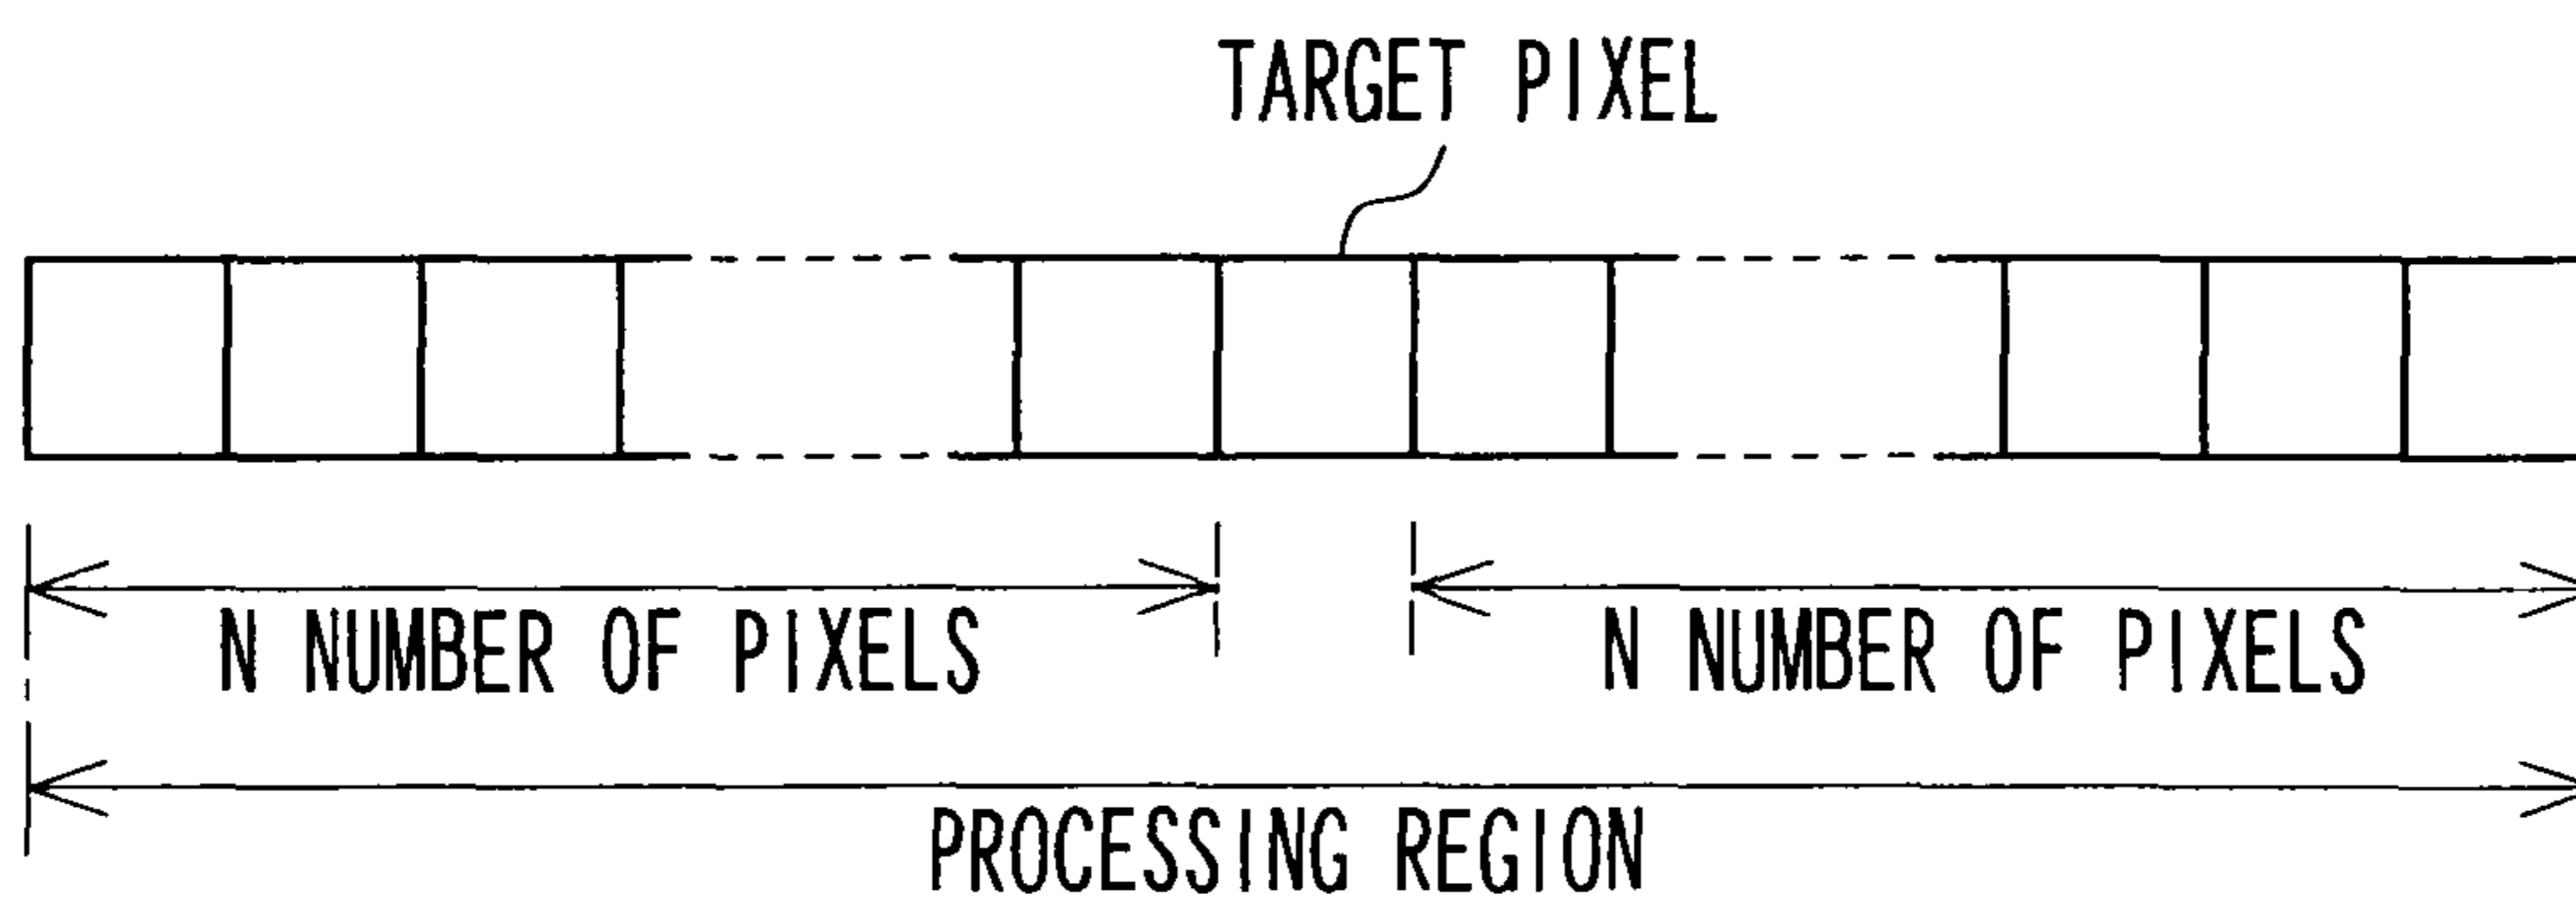 TARGET PIXEL
N NUMBER OF PIXELS
N NUMBER OF PIXELS
PROCESSING REGION